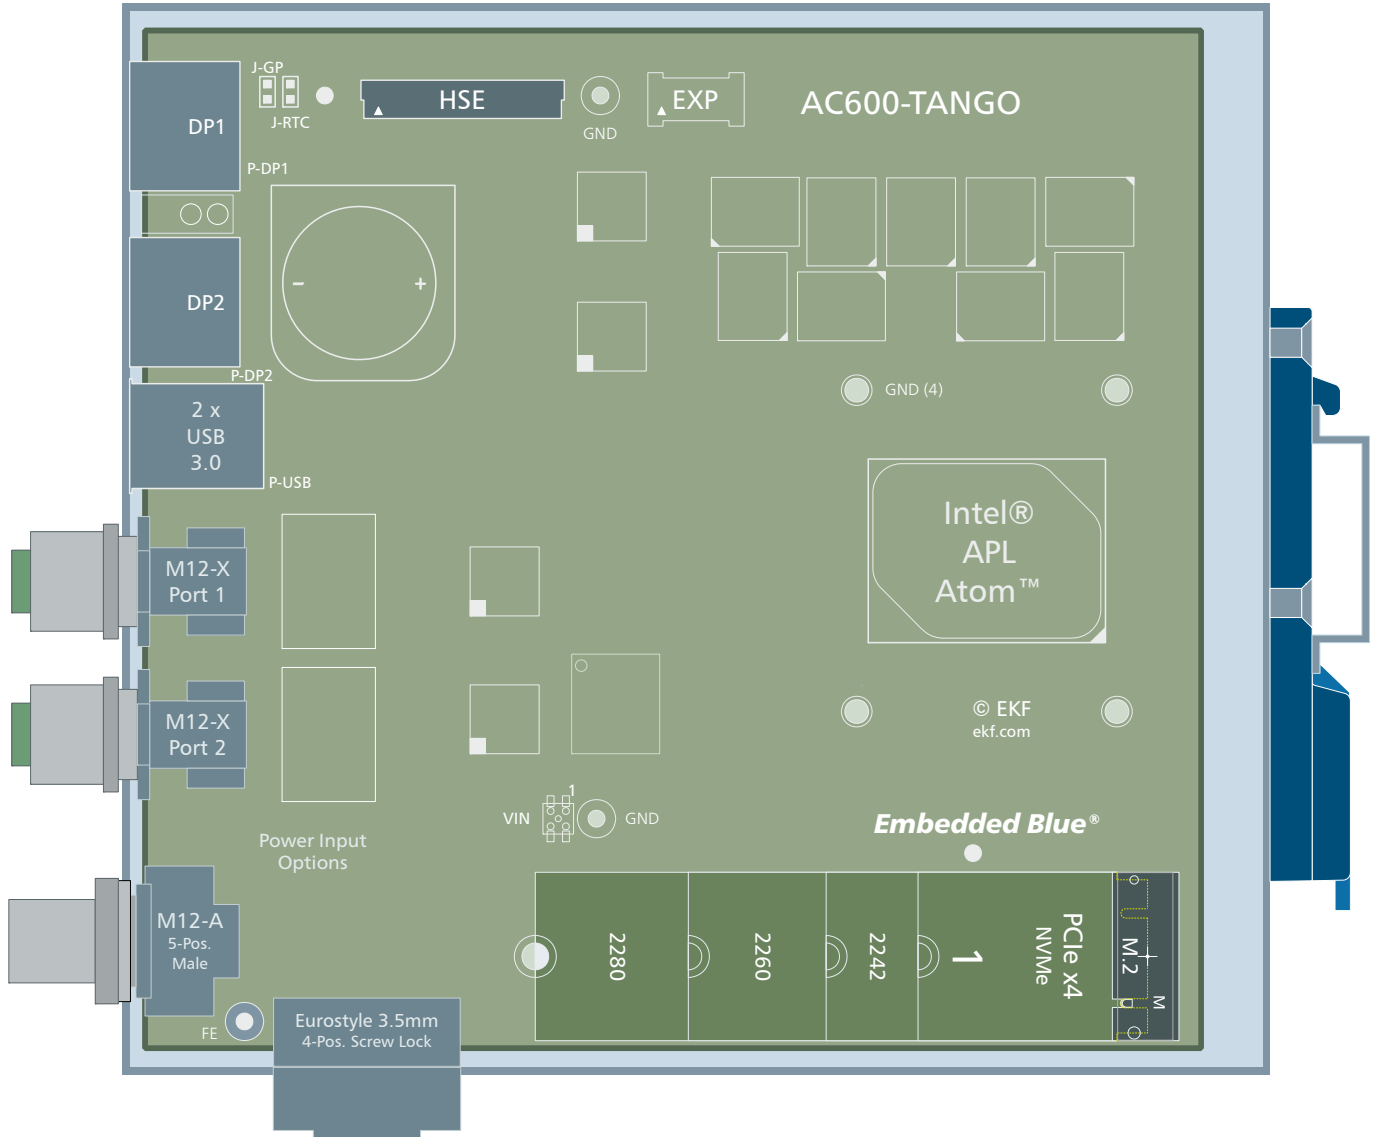 J-GP
J-RTC
HSE
GND
EXP
AC600-TANGO
DP1
P-DP1
DP2
− +
P-DP2
2 x
USB
3.0
P-USB
GND (4)
Intel®
APL
Atom™
M12-X
Port 1
M12-X
Port 2
© EKF
ekf.com
1
VIN
GND
Power Input
Options
Embedded Blue®
M12-A
5-Pos.
Male
2280
2260
2242
1
PCIe x4
NVMe
M.2
M
FE
Eurostyle 3.5mm
4-Pos. Screw Lock